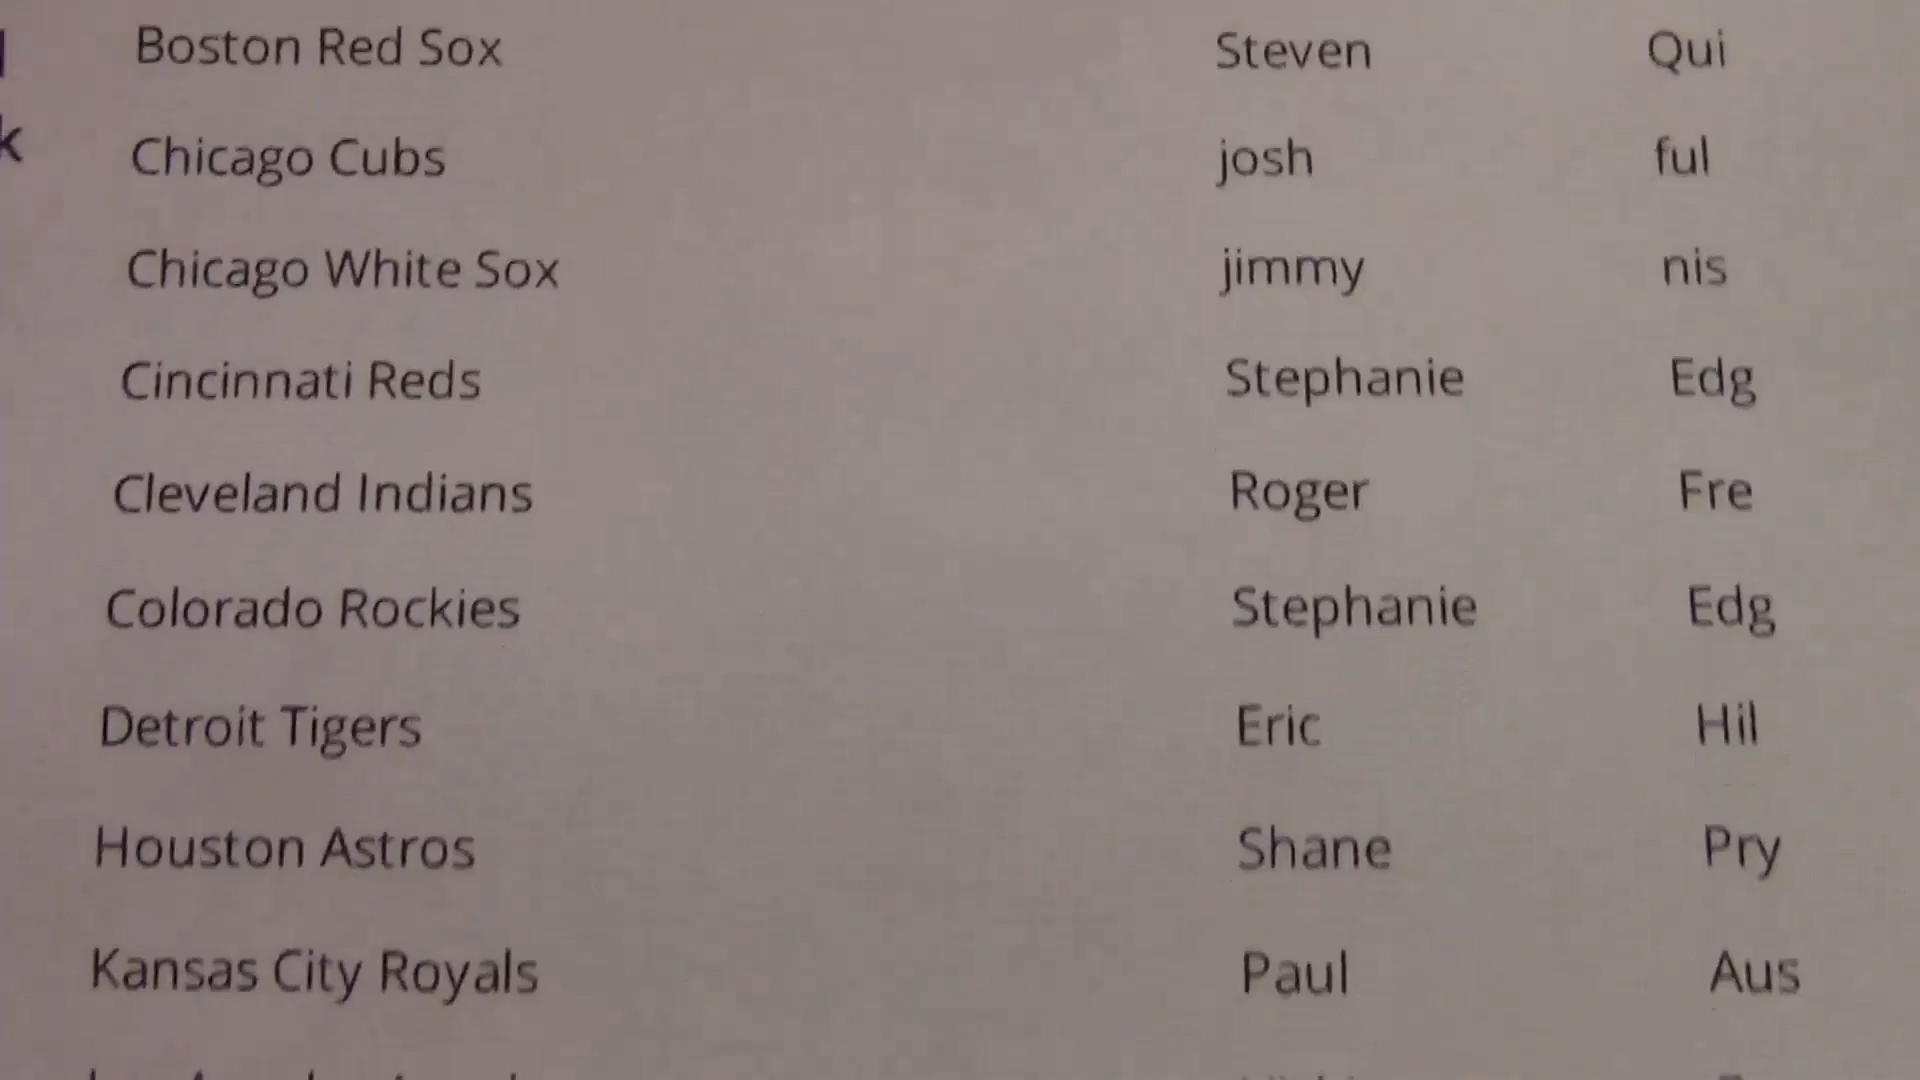 Boston Red Sox Steven Qui
k
Chicago Cubs josh ful
Chicago White Sox jimmy nis
Cincinnati Reds Stephanie Edg
Cleveland Indians Roger Fre
Colorado Rockies Stephanie Edg
Detroit Tigers Eric Hil
Houston Astros Shane Pry
Kansas City Royals Paul Aus